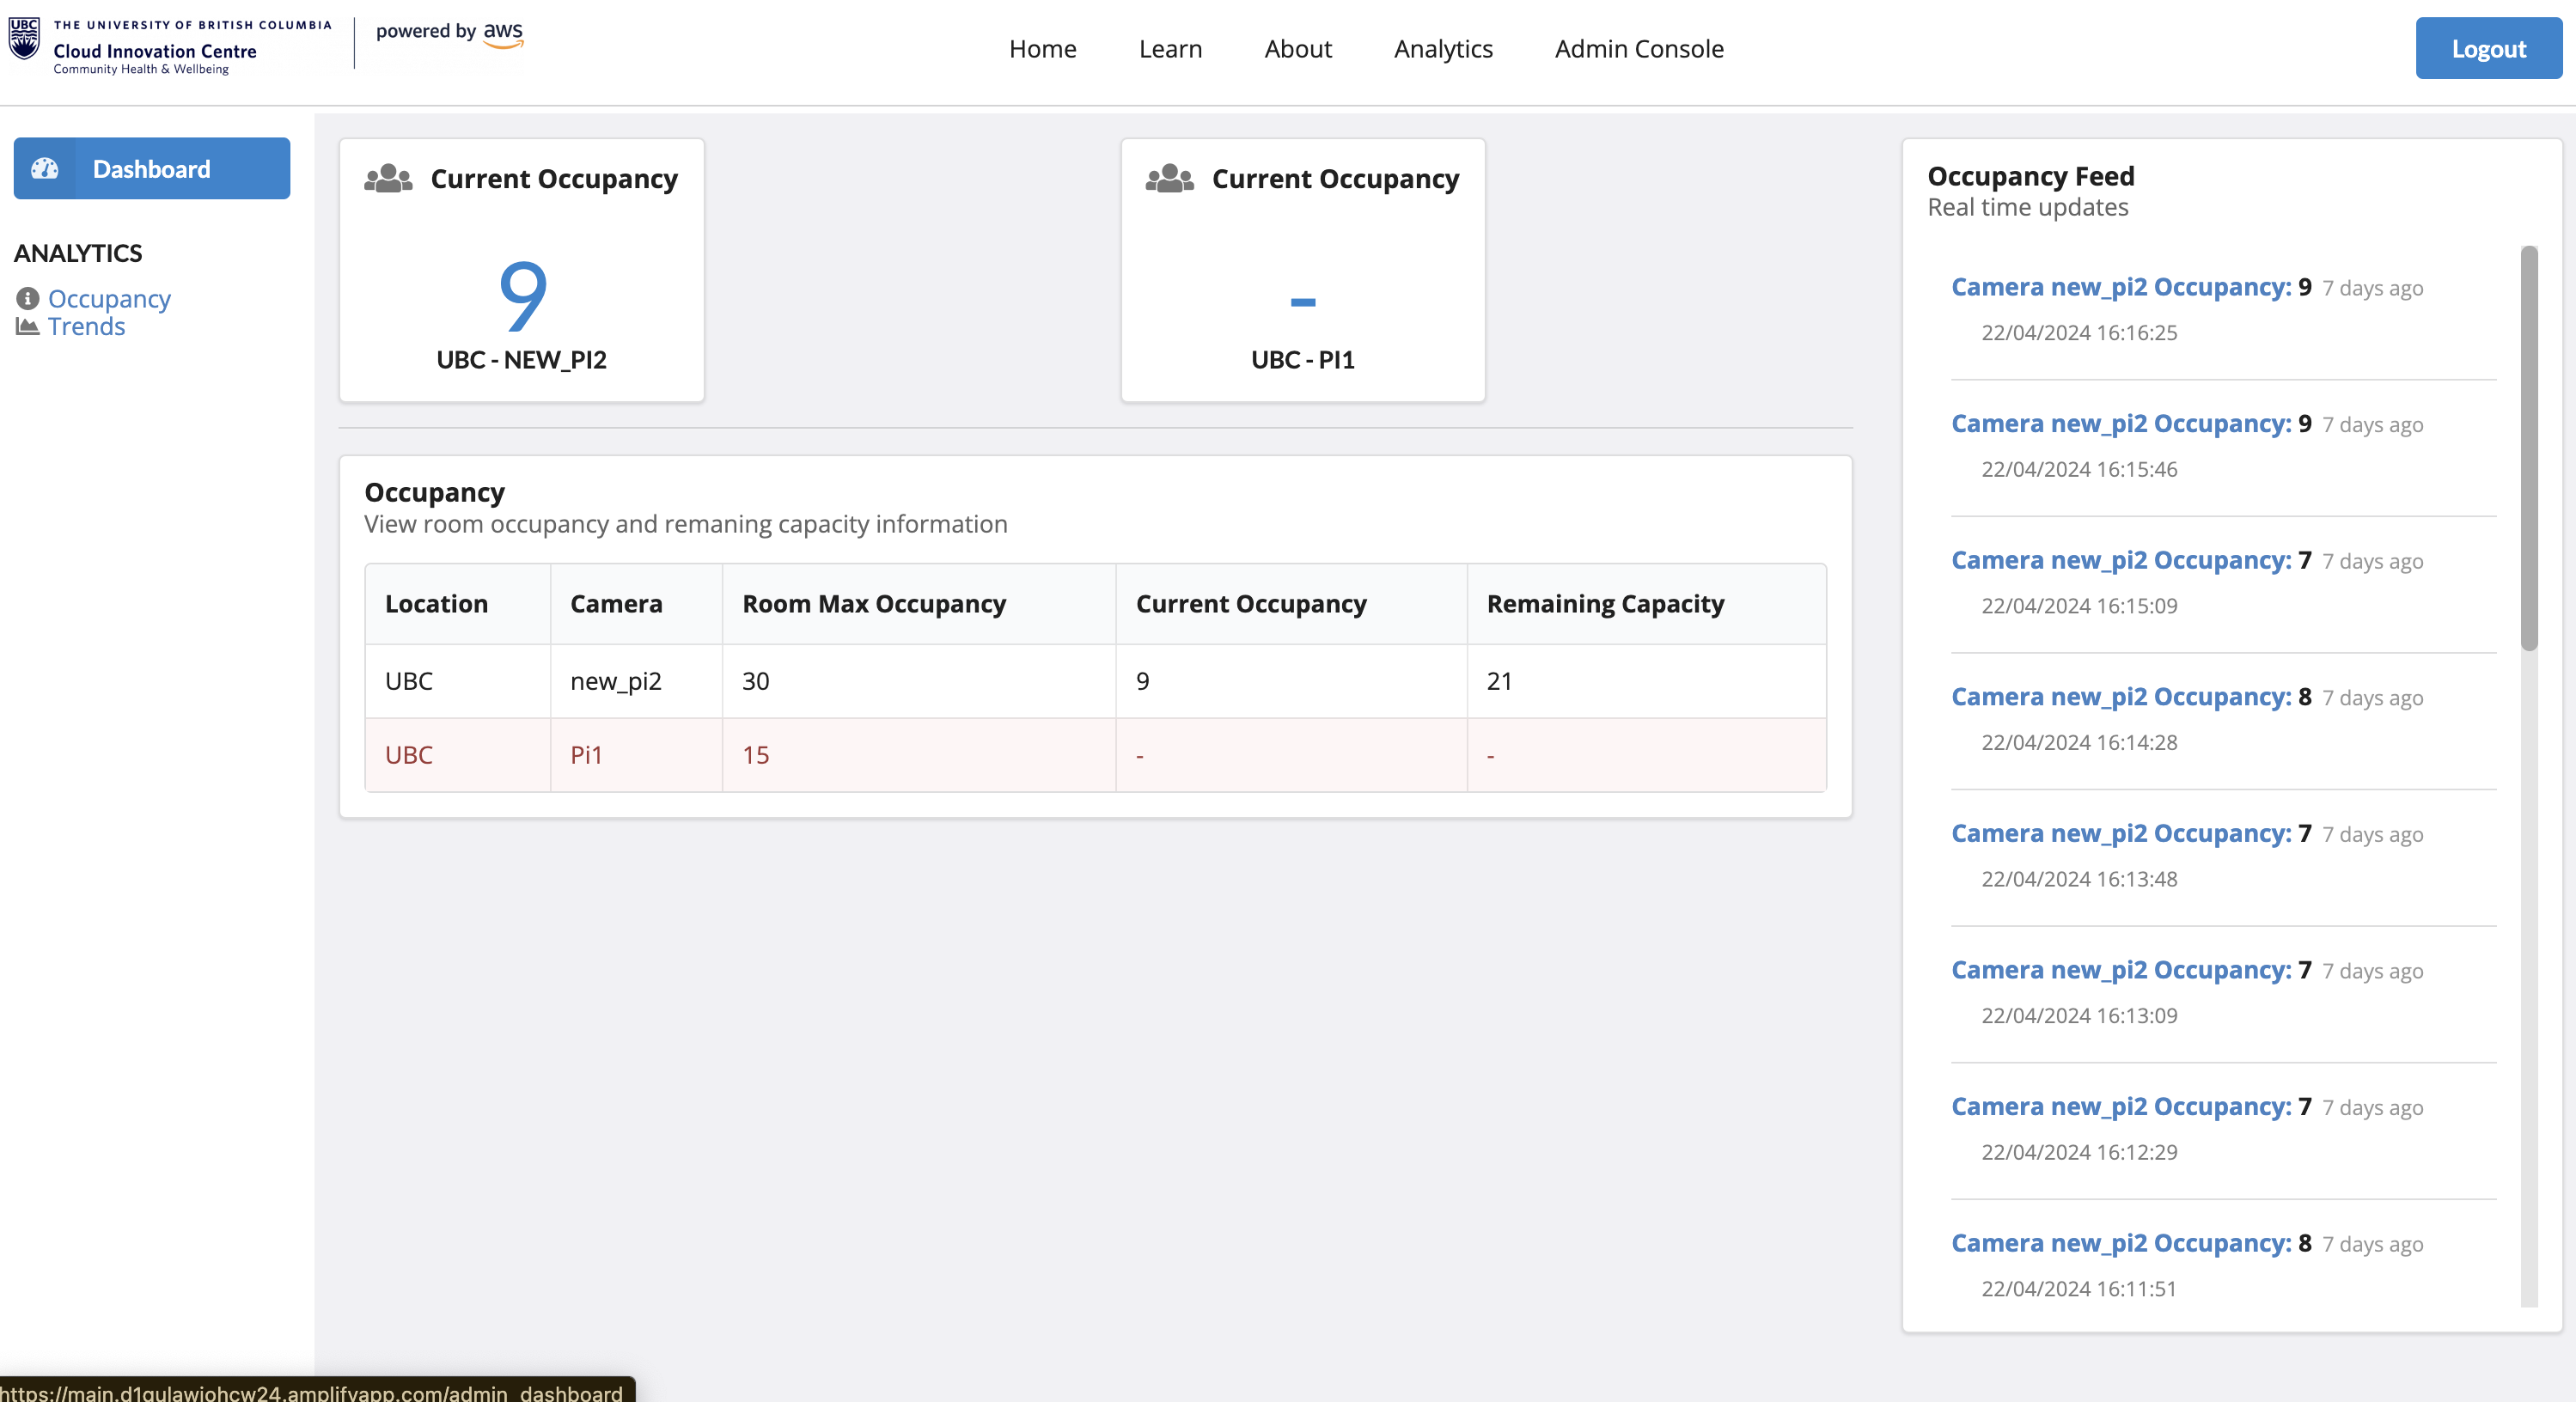 UBC
THE UNIVERSITY OF BRITISH COLUMBIA
Cloud Innovation Centre
Community Health & Wellbeing
powered by aws
Home Learn About Analytics Admin Console
Logout
Dashboard
ANALYTICS
Occupancy
Trends
Current Occupancy
9
UBC - NEW_PI2
Current Occupancy
-
UBC - PI1
Occupancy
View room occupancy and remaning capacity information
Location Camera Room Max Occupancy Current Occupancy Remaining Capacity
UBC new_pi2 30 9 21
UBC Pi1 15 - -
Occupancy Feed
Real time updates
Camera new_pi2 Occupancy: 9 7 days ago
22/04/2024 16:16:25
Camera new_pi2 Occupancy: 9 7 days ago
22/04/2024 16:15:46
Camera new_pi2 Occupancy: 7 7 days ago
22/04/2024 16:15:09
Camera new_pi2 Occupancy: 8 7 days ago
22/04/2024 16:14:28
Camera new_pi2 Occupancy: 7 7 days ago
22/04/2024 16:13:48
Camera new_pi2 Occupancy: 7 7 days ago
22/04/2024 16:13:09
Camera new_pi2 Occupancy: 7 7 days ago
22/04/2024 16:12:29
Camera new_pi2 Occupancy: 8 7 days ago
22/04/2024 16:11:51